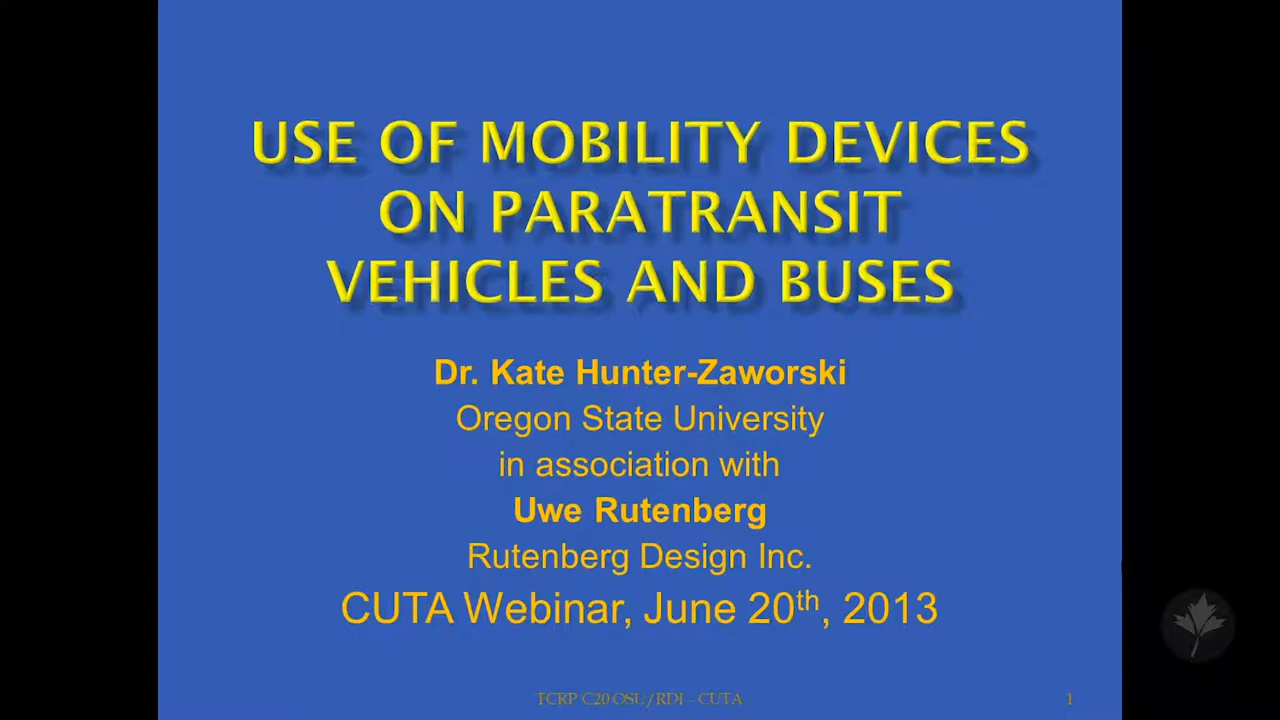 USE OF MOBILITY DEVICES
ON PARATRANSIT
VEHICLES AND BUSES
Dr. Kate Hunter-Zaworski
Oregon State University
in association with
Uwe Rutenberg
Rutenberg Design Inc.
CUTA Webinar, June 20th, 2013
TCRP C20 OSU/RDI - CUTA 1